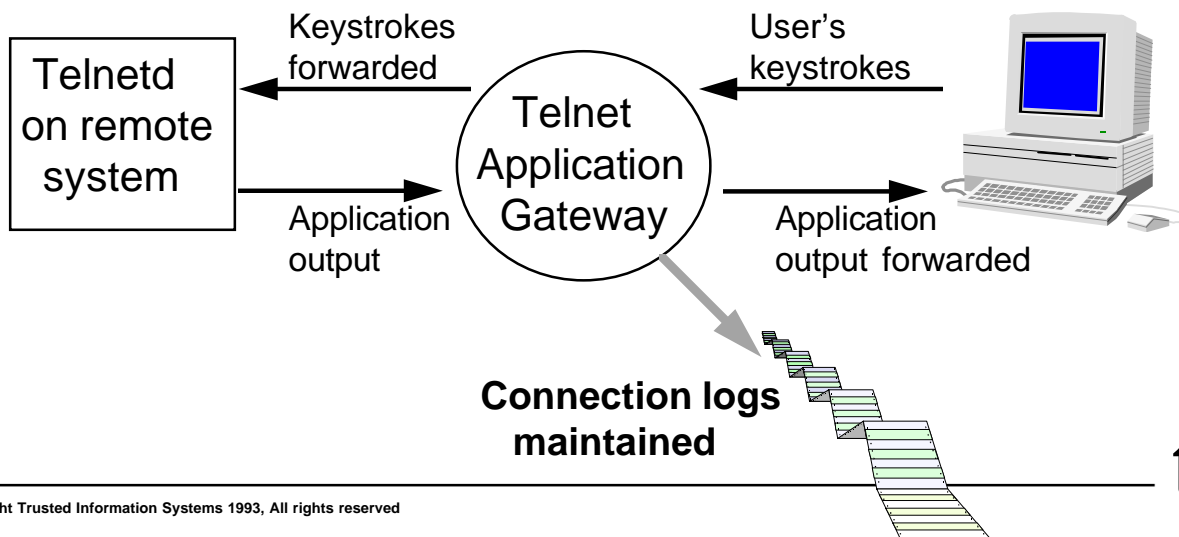 Keystrokes
forwarded
User's
keystrokes
Telnetd
on remote
system
Telnet
Application
Gateway
Application
output
Application
output forwarded
Connection logs
maintained
Trusted Information Systems 1993, All rights reserved